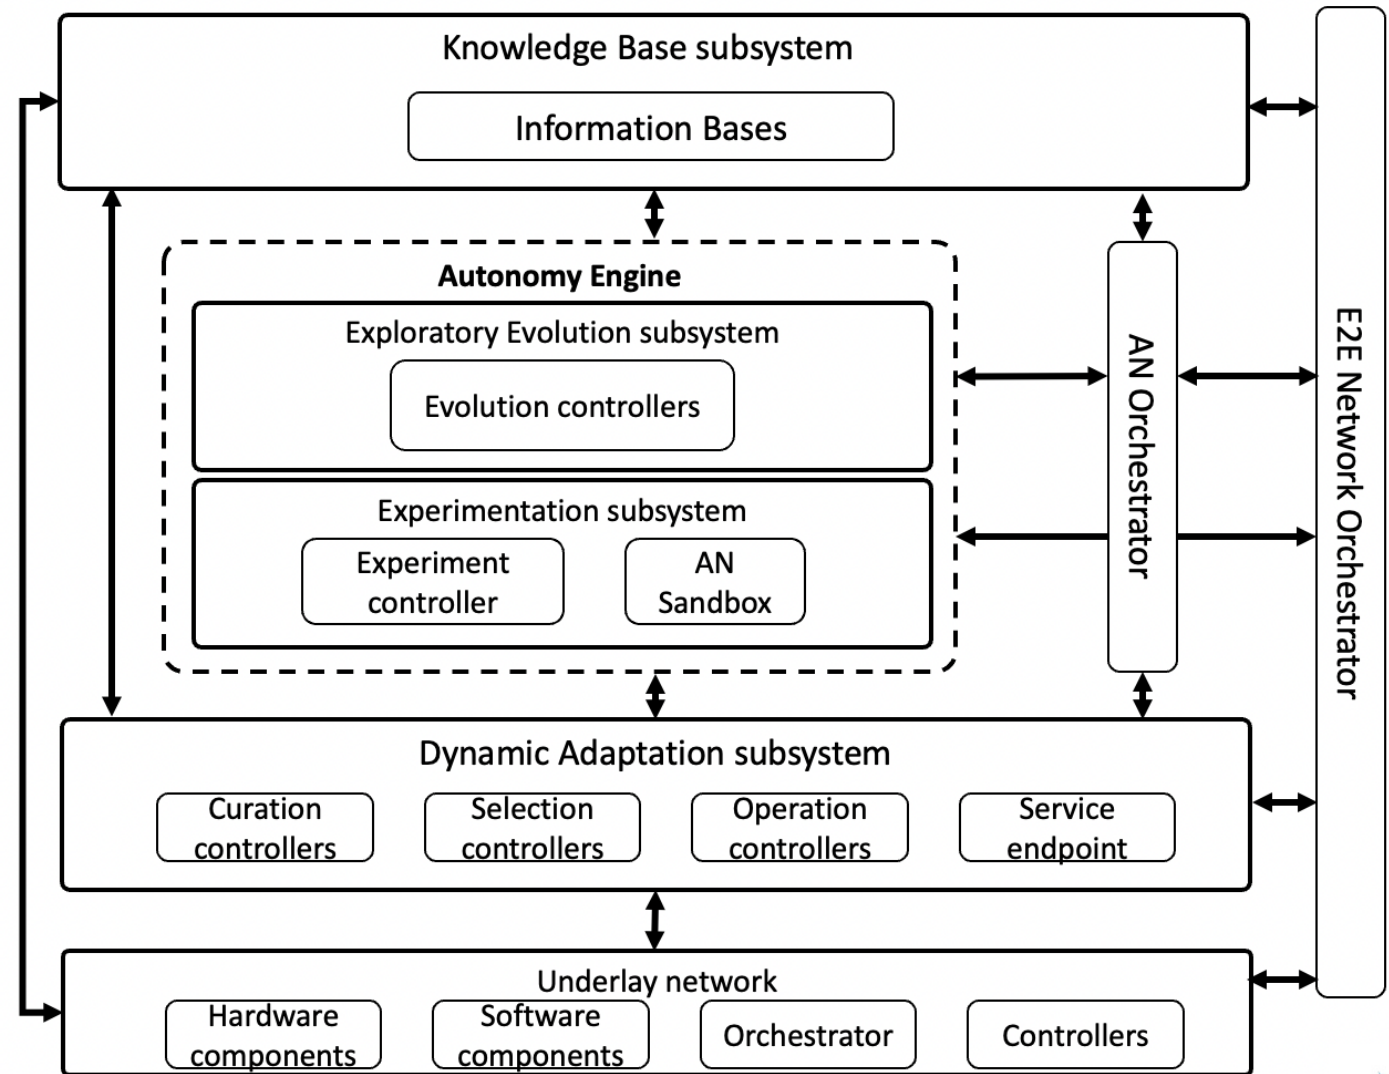 Knowledge Base subsystem
Information Bases
Autonomy Engine
Exploratory Evolution subsystem
Evolution controllers
Experimentation subsystem
Experiment
controller
AN
Sandbox
AN Orchestrator
E2E Network Orchestrator
Dynamic Adaptation subsystem
Curation
controllers
Selection
controllers
Operation
controllers
Service
endpoint
Underlay network
Hardware
components
Software
components
Orchestrator
Controllers